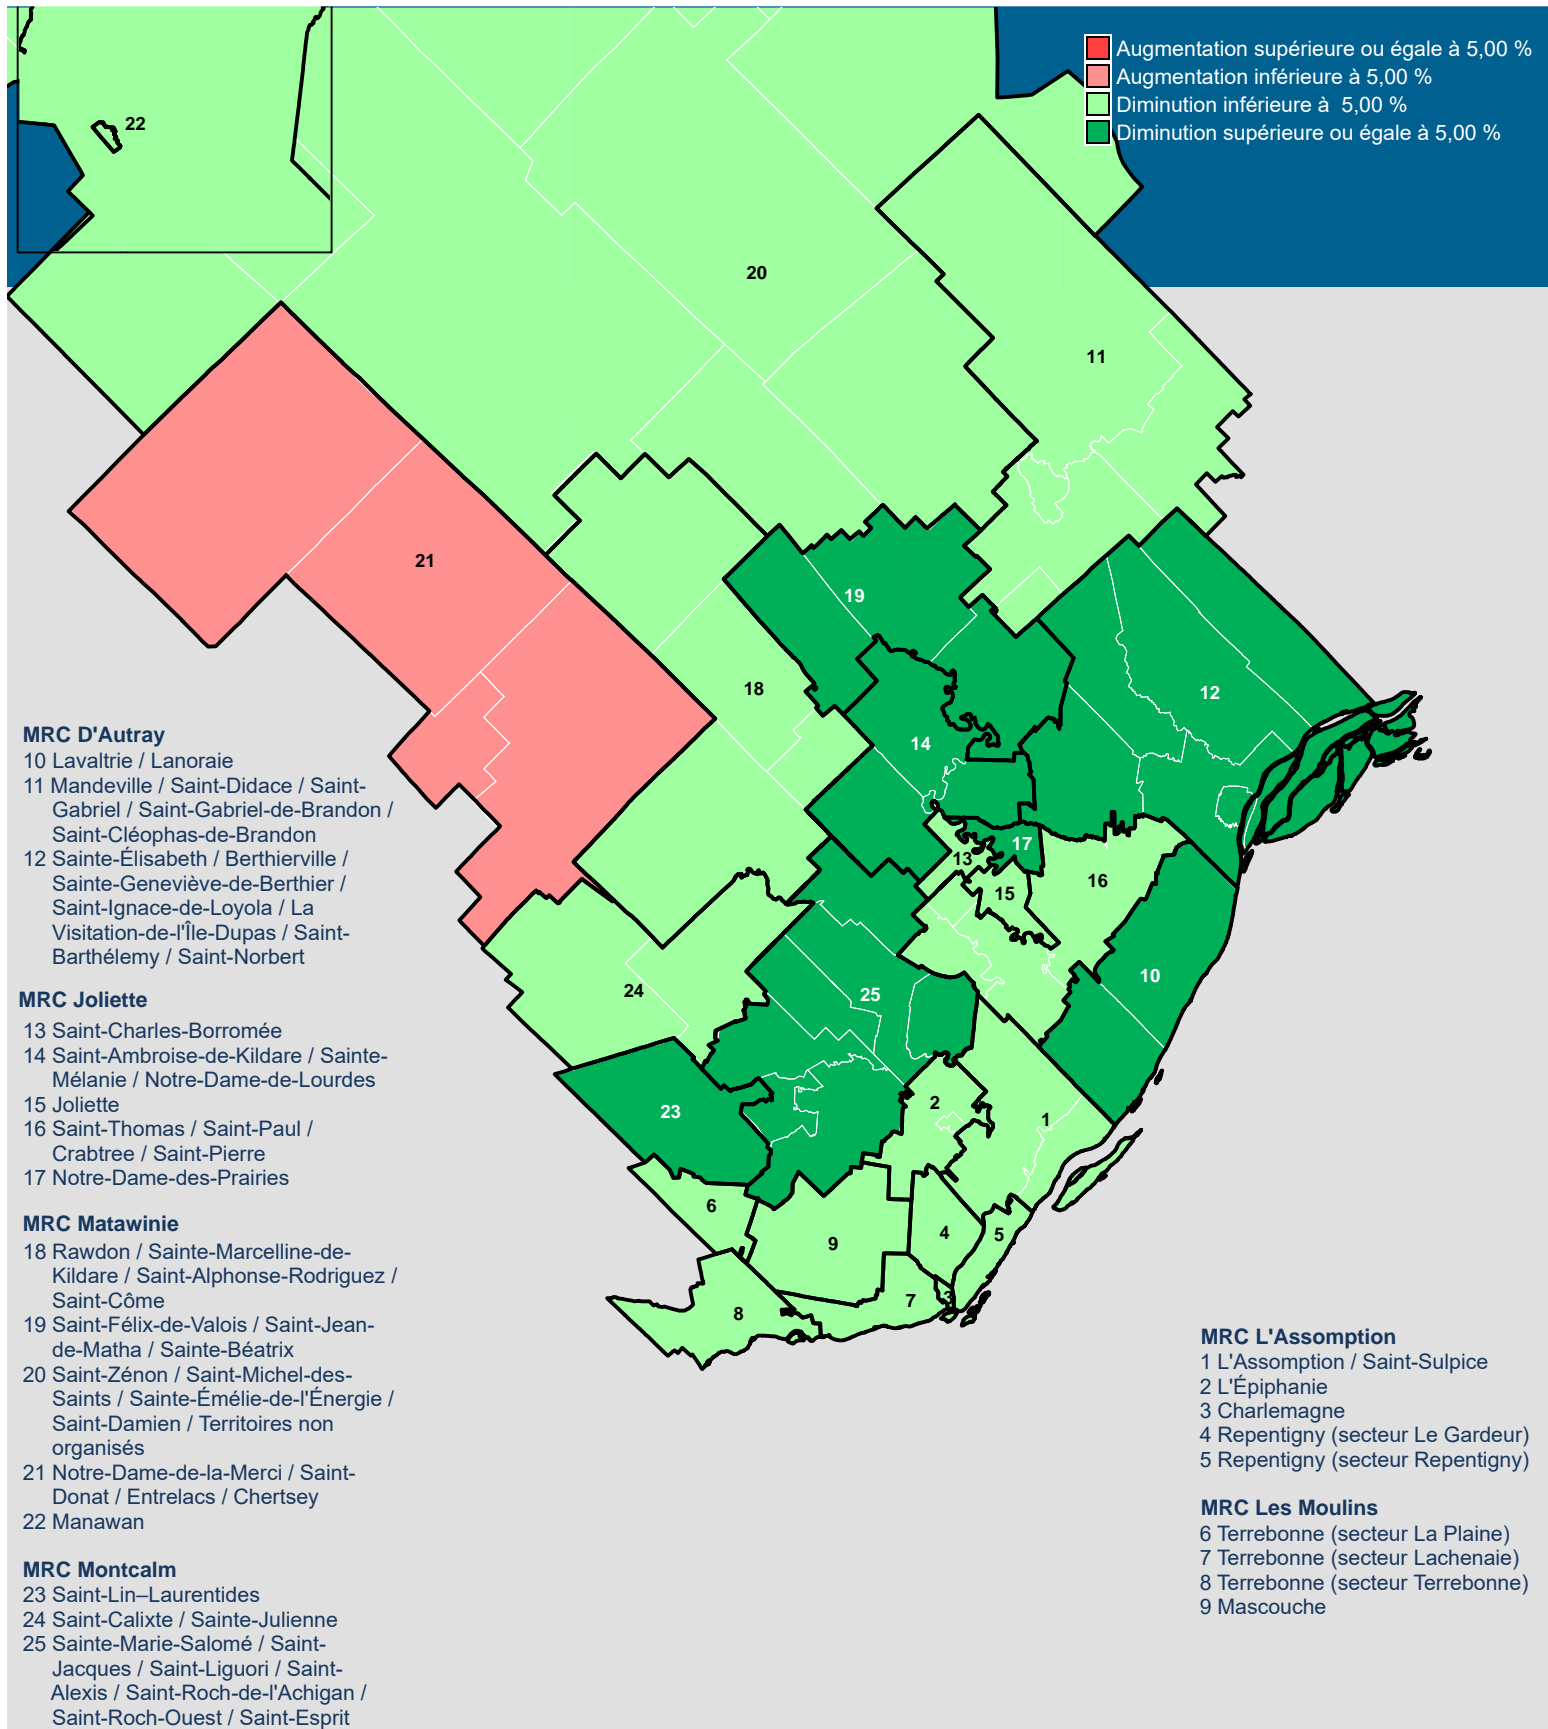 Augmentation supérieure ou égale à 5,00 %
Augmentation inférieure à 5,00 %
Diminution inférieure à  5,00 %
Diminution supérieure ou égale à 5,00 %
22
20
11
21
19
18
12
14
17
13
16
15
10
24
25
23
2
1
6
4
5
9
7
3
8
MRC D'Autray
10 Lavaltrie / Lanoraie
11 Mandeville / Saint-Didace / Saint-
Gabriel / Saint-Gabriel-de-Brandon /
Saint-Cléophas-de-Brandon
12 Sainte-Élisabeth / Berthierville /
Sainte-Geneviève-de-Berthier /
Saint-Ignace-de-Loyola / La
Visitation-de-l'Île-Dupas / Saint-
Barthélemy / Saint-Norbert
MRC Joliette
13 Saint-Charles-Borromée
14 Saint-Ambroise-de-Kildare / Sainte-
Mélanie / Notre-Dame-de-Lourdes
15 Joliette
16 Saint-Thomas / Saint-Paul /
Crabtree / Saint-Pierre
17 Notre-Dame-des-Prairies
MRC Matawinie
18 Rawdon / Sainte-Marcelline-de-
Kildare / Saint-Alphonse-Rodriguez /
Saint-Côme
19 Saint-Félix-de-Valois / Saint-Jean-
de-Matha / Sainte-Béatrix
20 Saint-Zénon / Saint-Michel-des-
Saints / Sainte-Émélie-de-l'Énergie /
Saint-Damien / Territoires non
organisés
21 Notre-Dame-de-la-Merci / Saint-
Donat / Entrelacs / Chertsey
22 Manawan
MRC Montcalm
23 Saint-Lin–Laurentides
24 Saint-Calixte / Sainte-Julienne
25 Sainte-Marie-Salomé / Saint-
Jacques / Saint-Liguori / Saint-
Alexis / Saint-Roch-de-l'Achigan /
Saint-Roch-Ouest / Saint-Esprit
MRC L'Assomption
1 L'Assomption / Saint-Sulpice
2 L'Épiphanie
3 Charlemagne
4 Repentigny (secteur Le Gardeur)
5 Repentigny (secteur Repentigny)
MRC Les Moulins
6 Terrebonne (secteur La Plaine)
7 Terrebonne (secteur Lachenaie)
8 Terrebonne (secteur Terrebonne)
9 Mascouche